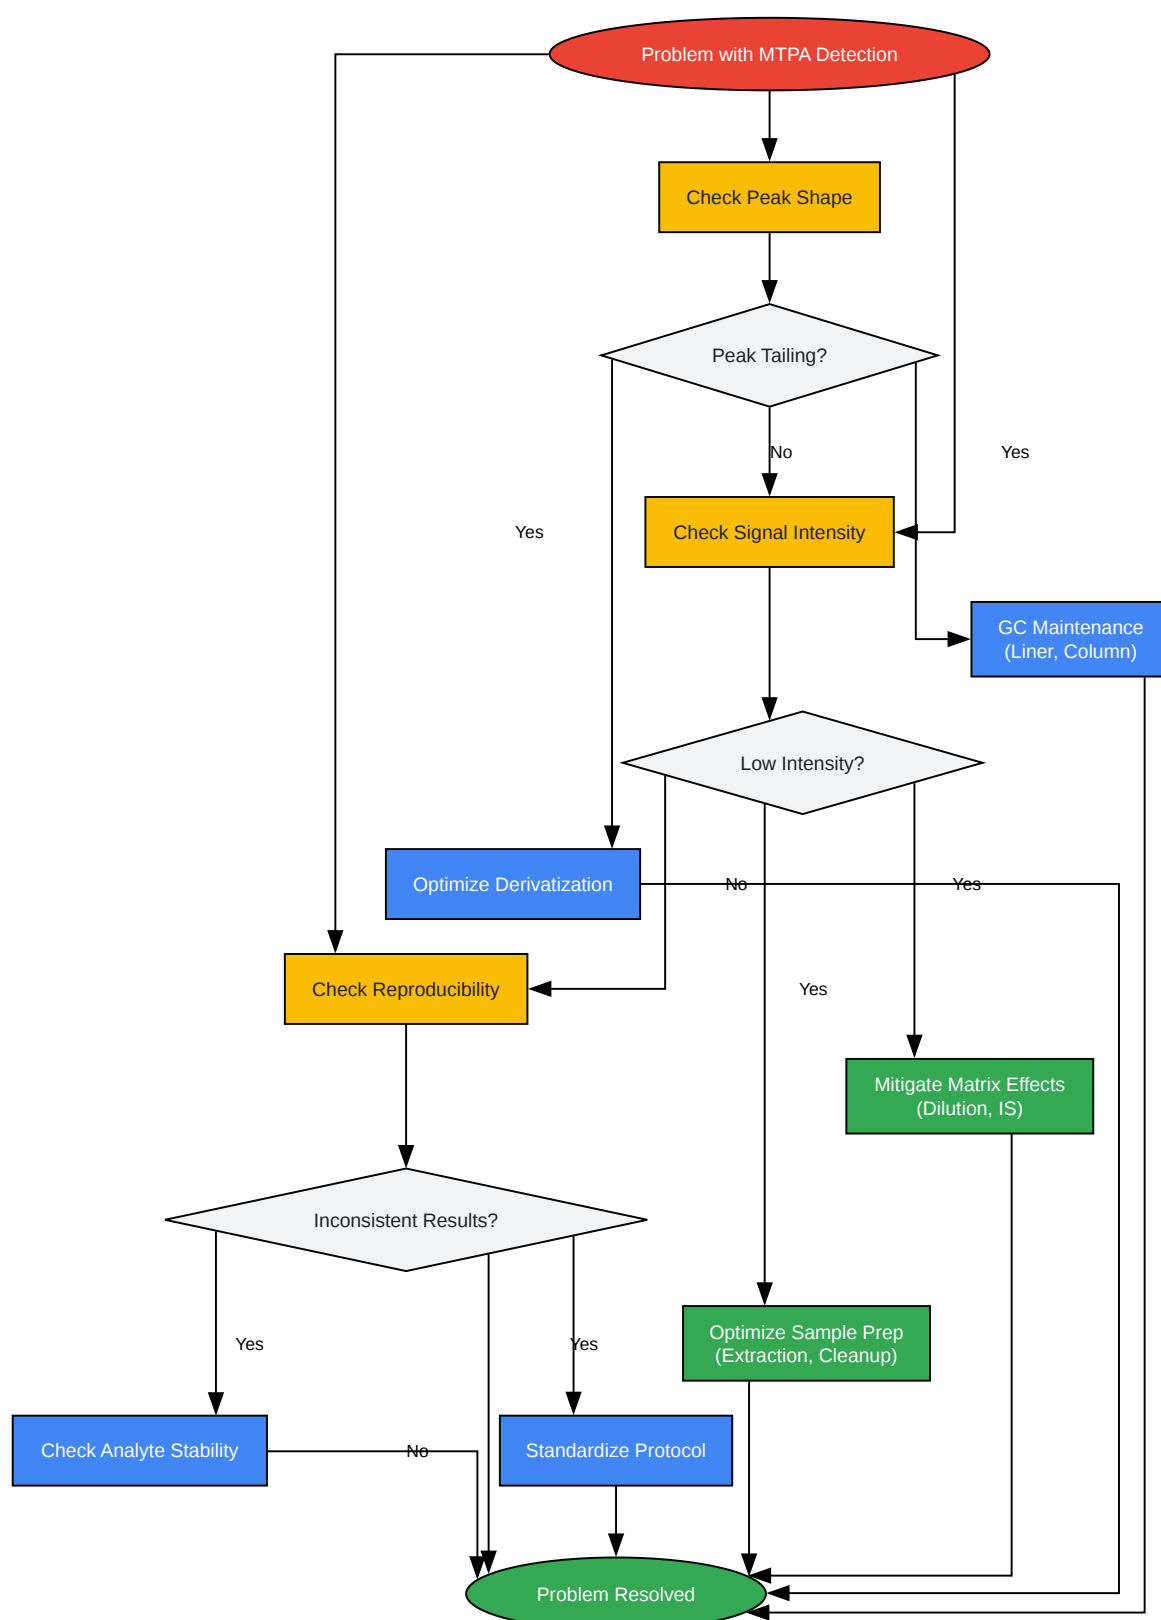 Problem with MTPA Detection
Check Peak Shape
Peak Tailing?
No
Yes
Yes
Check Signal Intensity
GC Maintenance
(Liner, Column)
Low Intensity?
Optimize Derivatization
No
Yes
Check Reproducibility
Yes
Mitigate Matrix Effects
(Dilution, IS)
Inconsistent Results?
Yes
Yes
Optimize Sample Prep
(Extraction, Cleanup)
Check Analyte Stability
No
Standardize Protocol
Problem Resolved